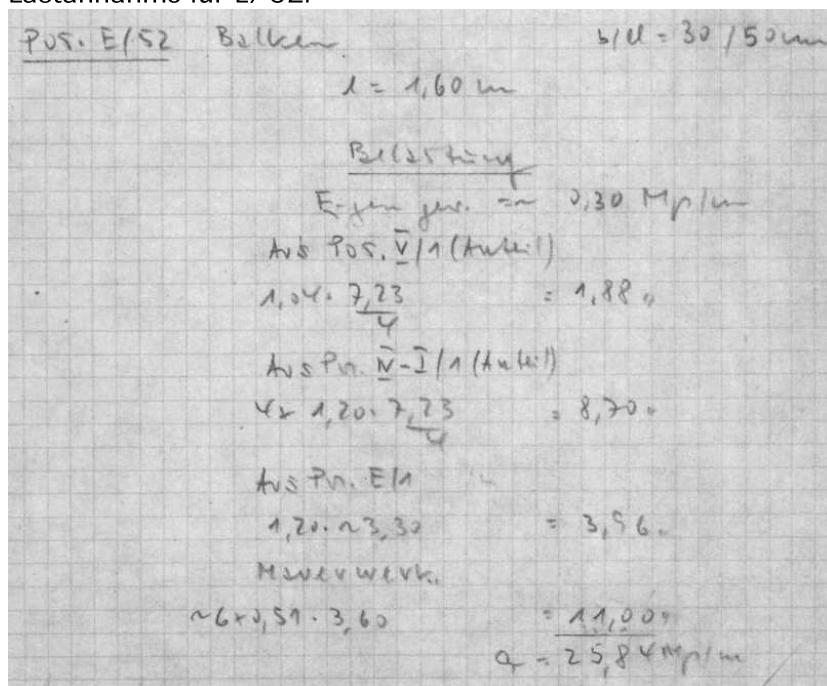 Pos. E/52 Balken b/d = 30/50 cm
l = 1,60 m
Belastung
Eigengew. =~ 0,30 Mp/m
Aus Pos. V/1 (Anteil)
1,04 · 7,23/4 = 1,88 "
Aus Pos. IV-I/1 (Anteil)
4 x 1,20 · 7,23/4 = 8,70 "
Aus Pos. E/1
1,20 · ~3,30 = 3,96 "
Mauerwerk.
~6 x 0,51 · 3,60 = 11,00 "
q = 25,84 Mp/m